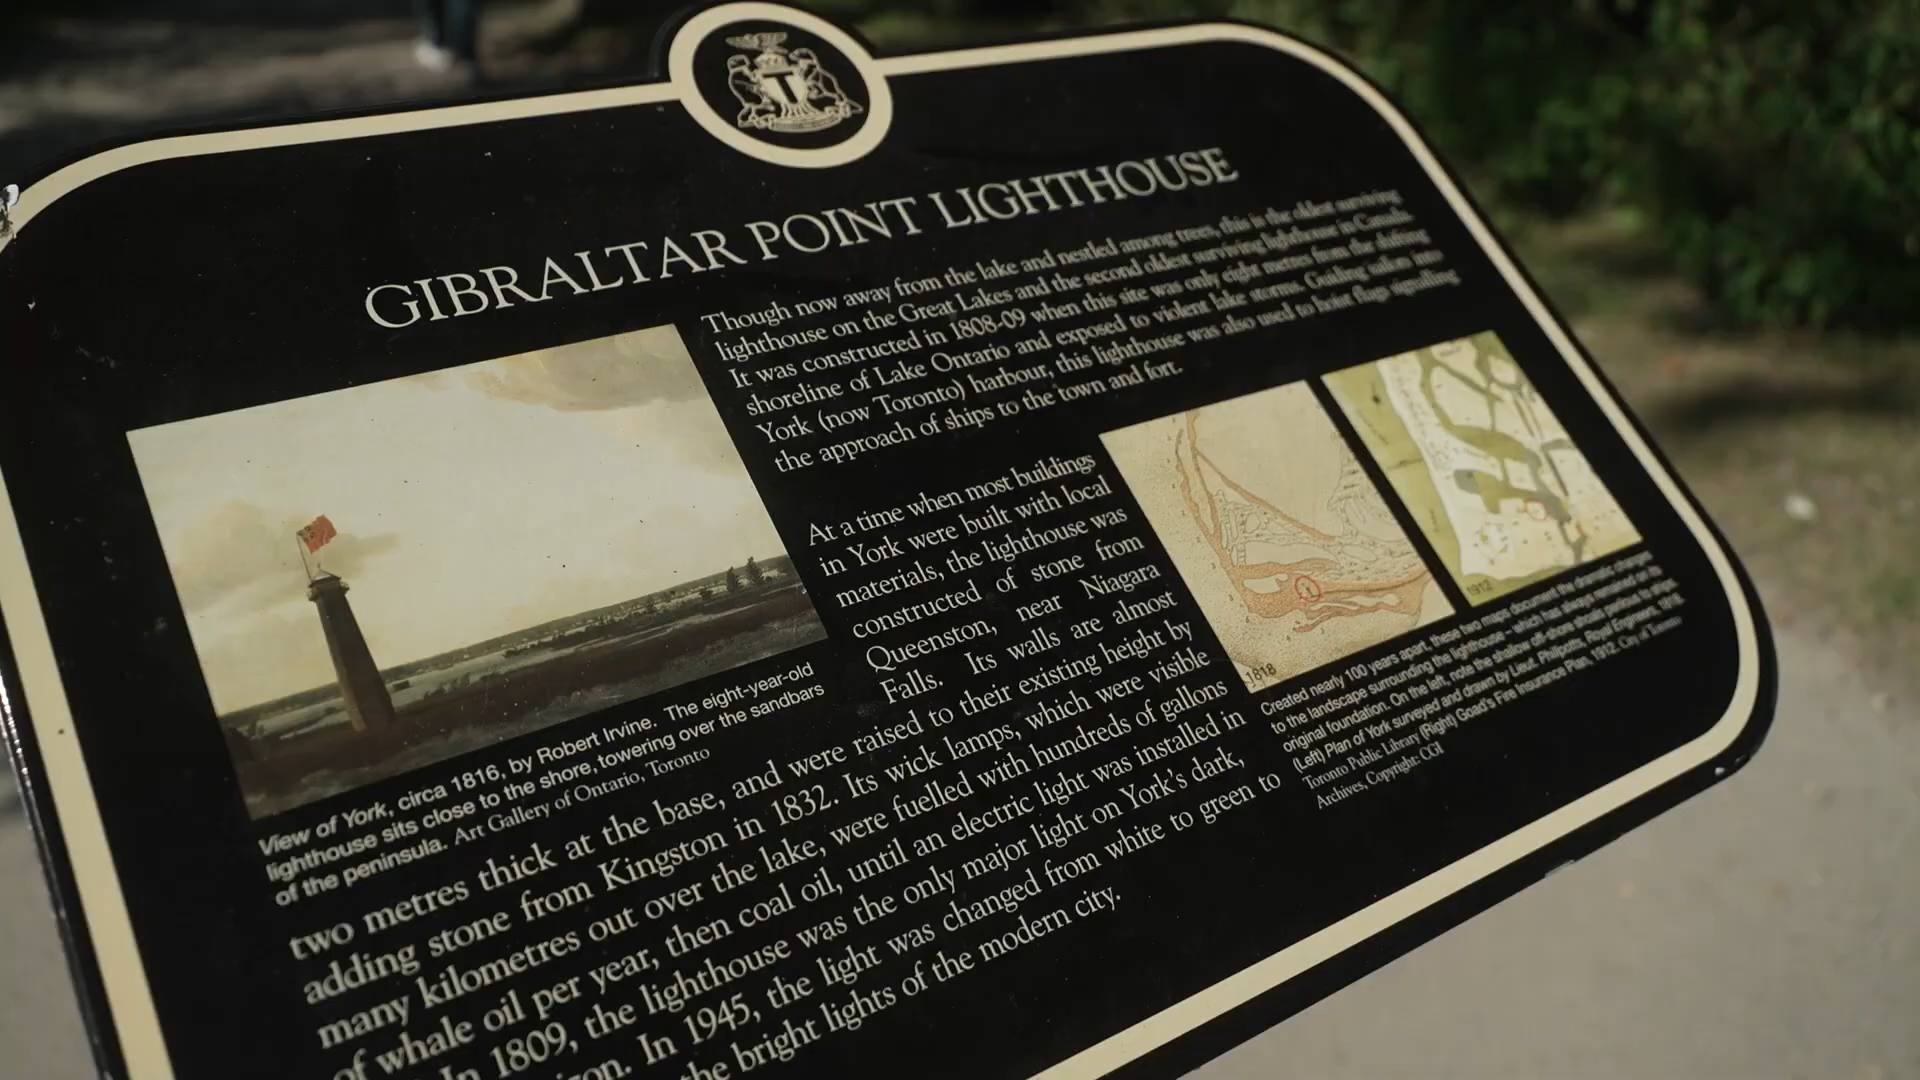 GIBRALTAR POINT LIGHTHOUSE
Though now away from the lake and nestled among trees, this is the oldest surviving
lighthouse on the Great Lakes and the second oldest surviving lighthouse in Canada.
It was constructed in 1808-09 when this site was only eight metres from the shifting
shoreline of Lake Ontario and exposed to violent lake storms. Guiding sailors into
York (now Toronto) harbour, this lighthouse was also used to hoist flags signalling
the approach of ships to the town and fort.
At a time when most buildings
in York were built with local
materials, the lighthouse was
constructed of stone from
Queenston, near Niagara
Falls. Its walls are almost
two metres thick at the base, and were raised to their existing height by
adding stone from Kingston in 1832. Its wick lamps, which were visible
many kilometres out over the lake, were fuelled with hundreds of gallons
of whale oil per year, then coal oil, until an electric light was installed in
In 1809, the lighthouse was the only major light on York's dark,
In 1945, the light was changed from white to green to
the bright lights of the modern city.
View of York, circa 1816, by Robert Irvine. The eight-year-old
lighthouse sits close to the shore, towering over the sandbars
of the peninsula. Art Gallery of Ontario, Toronto
1818
1912
Created nearly 100 years apart, these two maps document the dramatic changes
to the landscape surrounding the lighthouse – which has always remained on its
original foundation. On the left, note the shallow off-shore shoals perilous to ships.
(Left) Plan of York surveyed and drawn by Lieut. Philpotts, Royal Engineers, 1818.
Toronto Public Library (Right) Goad's Fire Insurance Plan, 1912. City of Toronto
Archives, Copyright: CGI